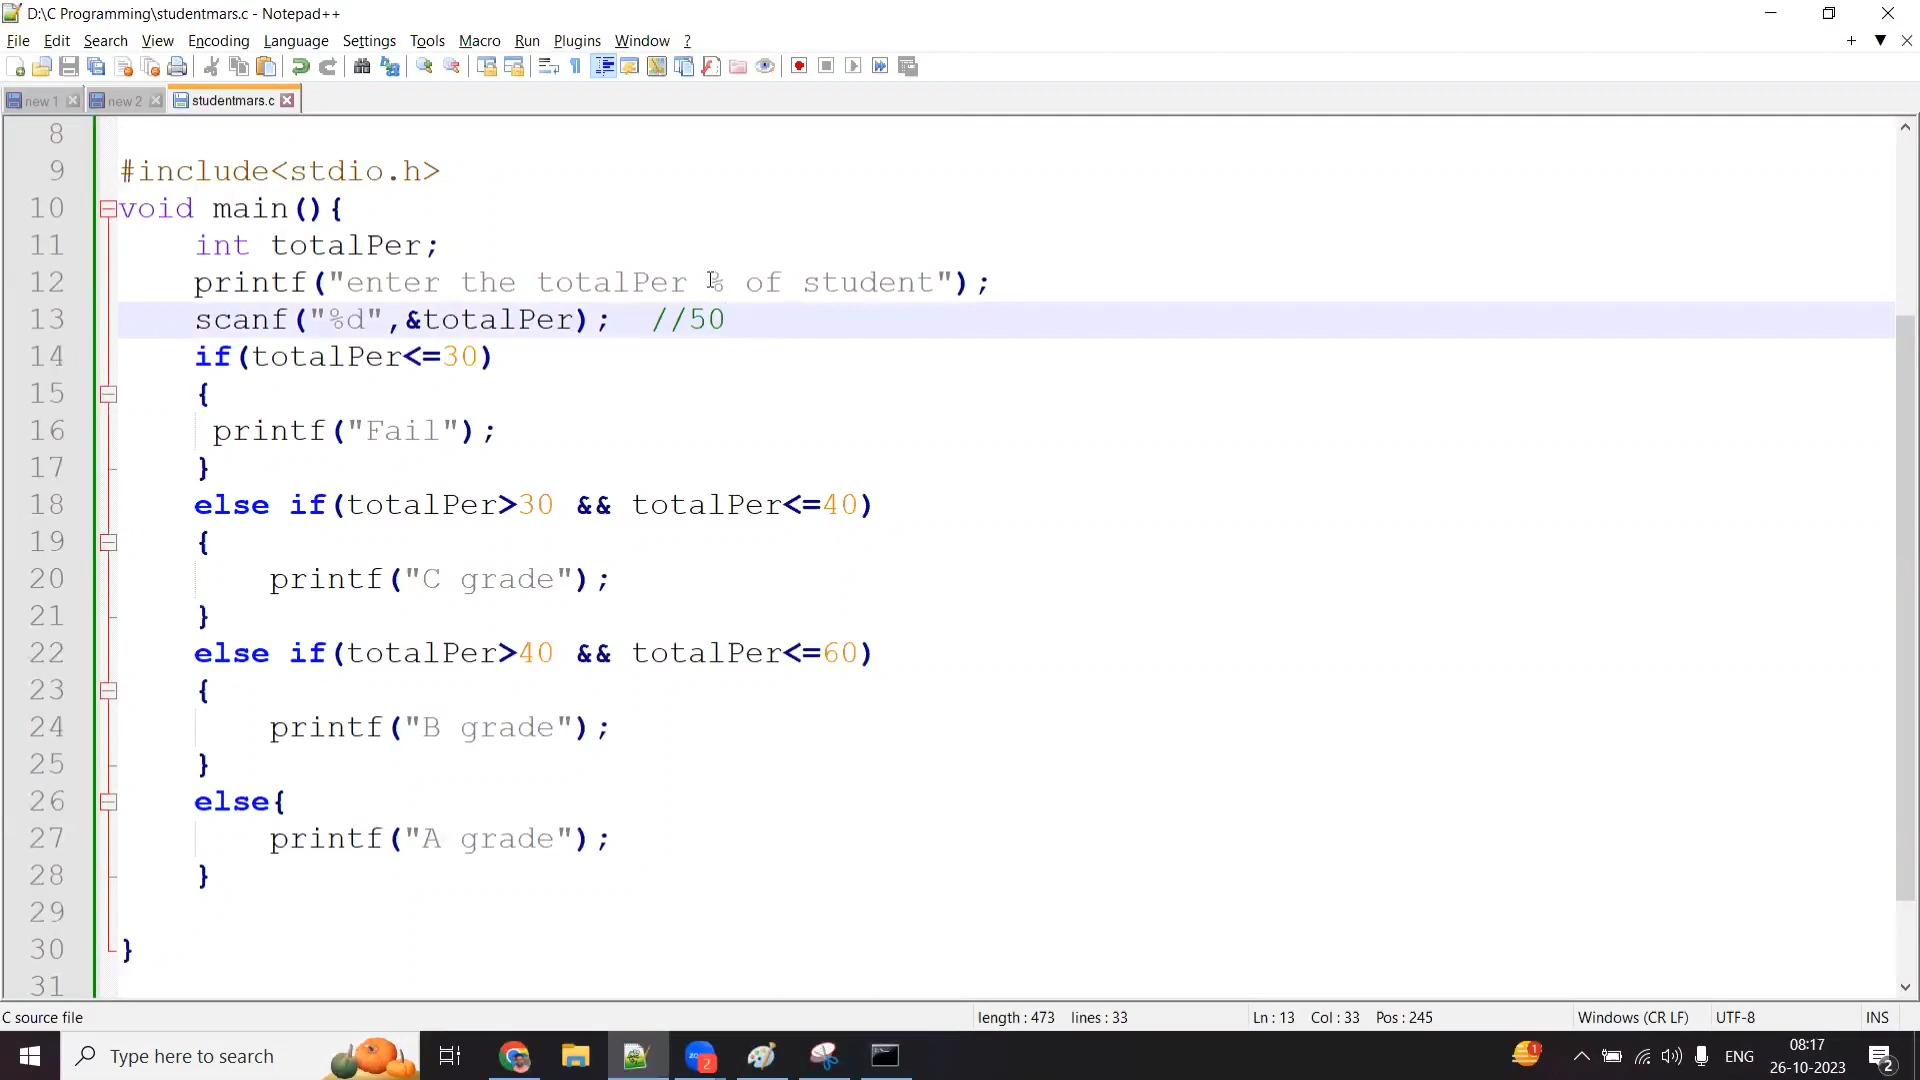 D:\C Programming\studentmars.c - Notepad++
File Edit Search View Encoding Language Settings Tools Macro Run Plugins Window ?
new 1 new 2 studentmars.c
8
9 #include<stdio.h>
10 void main(){
11 int totalPer;
12 printf("enter the totalPer % of student");
13 scanf("%d",&totalPer); //50
14 if(totalPer<=30)
15 {
16 printf("Fail");
17 }
18 else if(totalPer>30 && totalPer<=40)
19 {
20 printf("C grade");
21 }
22 else if(totalPer>40 && totalPer<=60)
23 {
24 printf("B grade");
25 }
26 else{
27 printf("A grade");
28 }
29
30 }
31
C source file length : 473 lines : 33 Ln : 13 Col : 33 Pos : 245 Windows (CR LF) UTF-8 INS
Type here to search 2 1 ENG 08:17 2
26-10-2023